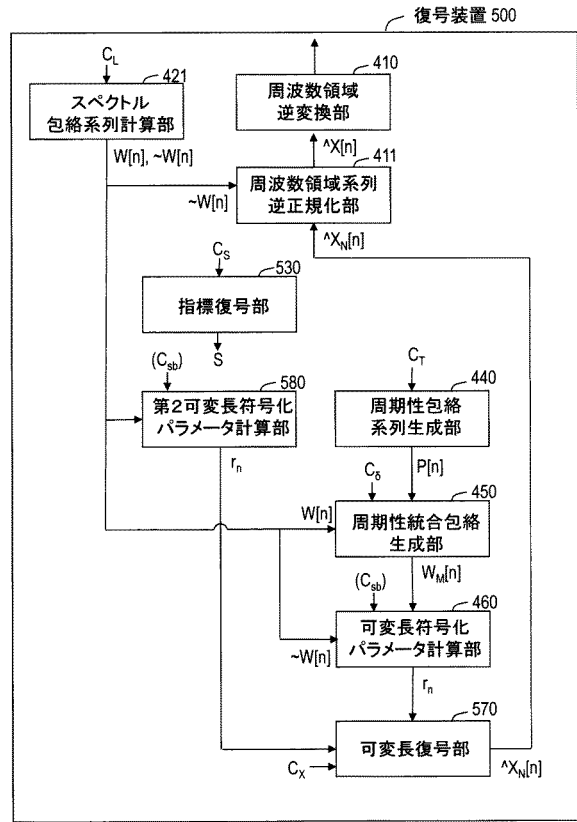 復号装置 500
C_L
421
スペクトル
包絡系列計算部
W[n], ~W[n]
410
周波数領域
逆変換部
^X[n]
411
周波数領域系列
逆正規化部
~W[n]
^X_N[n]
C_S
530
指標復号部
S
(C_sb)
580
第2可変長符号化
パラメータ計算部
r_n
C_T
440
周期性包絡
系列生成部
P[n]
C_δ
450
W[n]
周期性統合包絡
生成部
W_M[n]
(C_sb)
460
可変長符号化
パラメータ計算部
~W[n]
r_n
570
可変長復号部
C_X
^X_N[n]